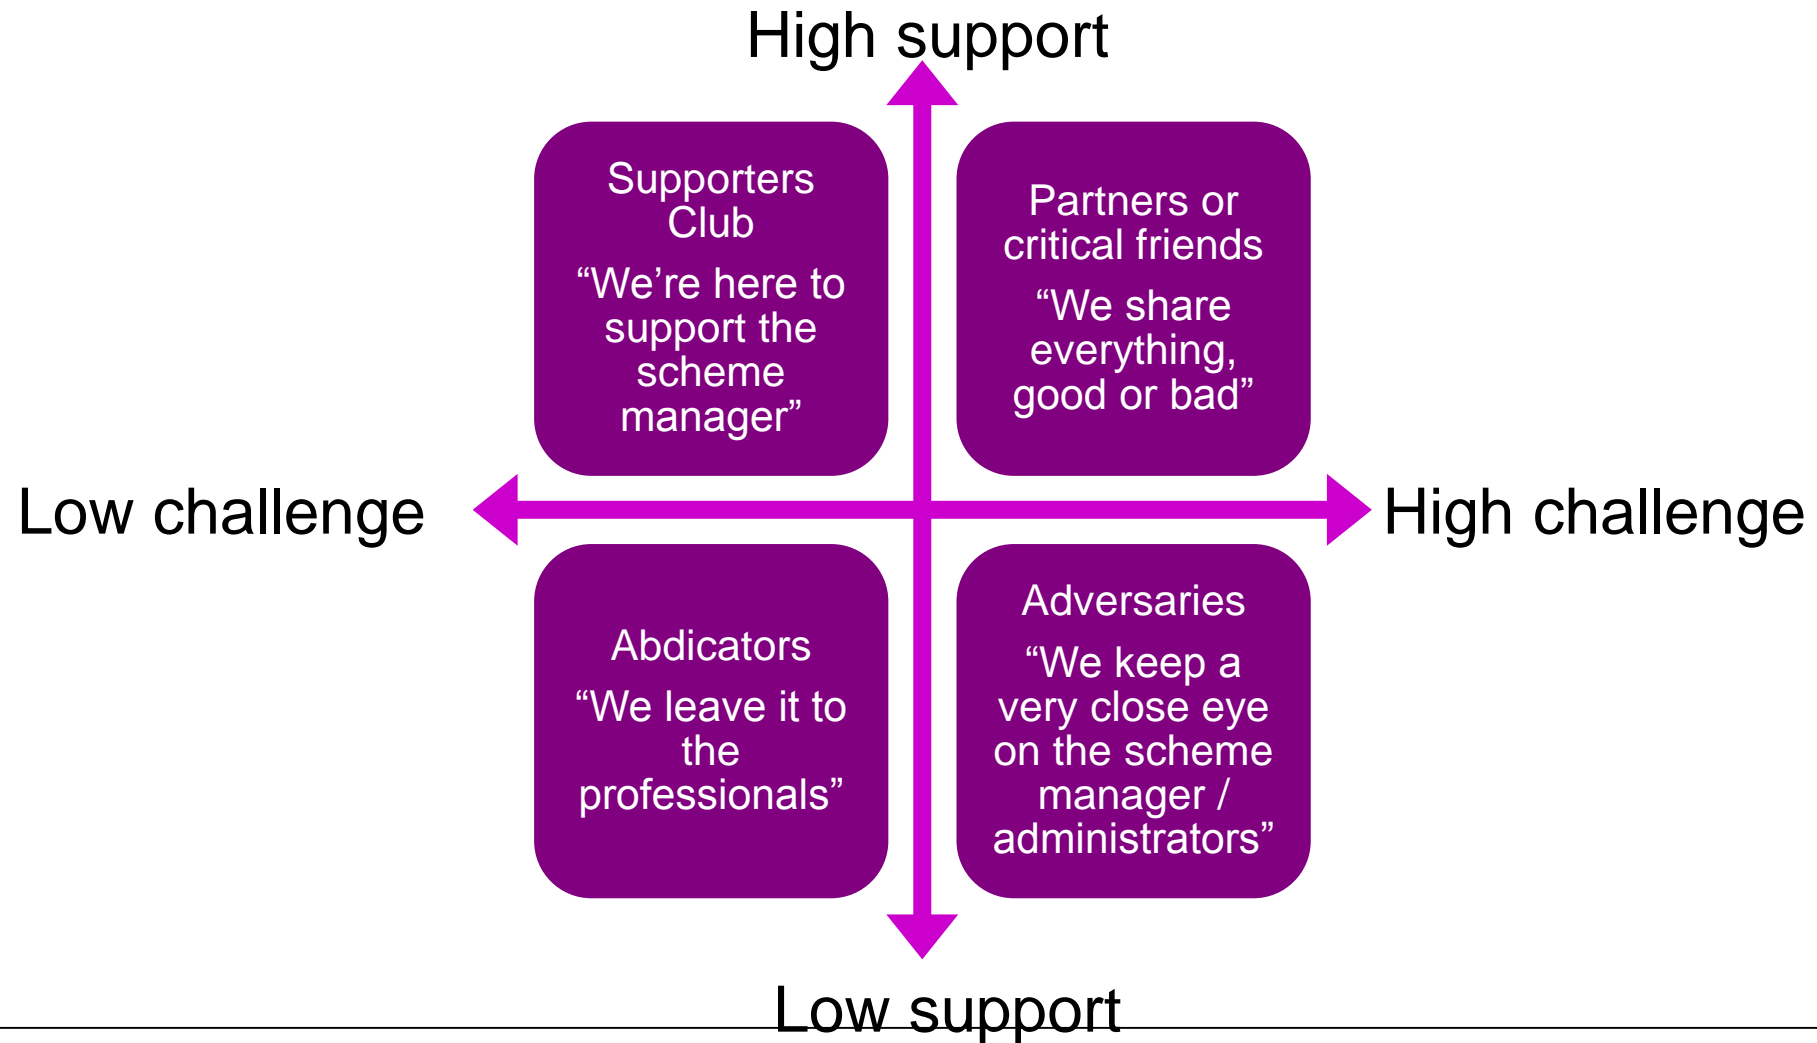 High support
Supporters
Club
“We’re here to
support the
scheme
manager”
Partners or
critical friends
“We share
everything,
good or bad”
Low challenge
High challenge
Abdicators
“We leave it to
the
professionals”
Adversaries
“We keep a
very close eye
on the scheme
manager /
administrators”
Low support